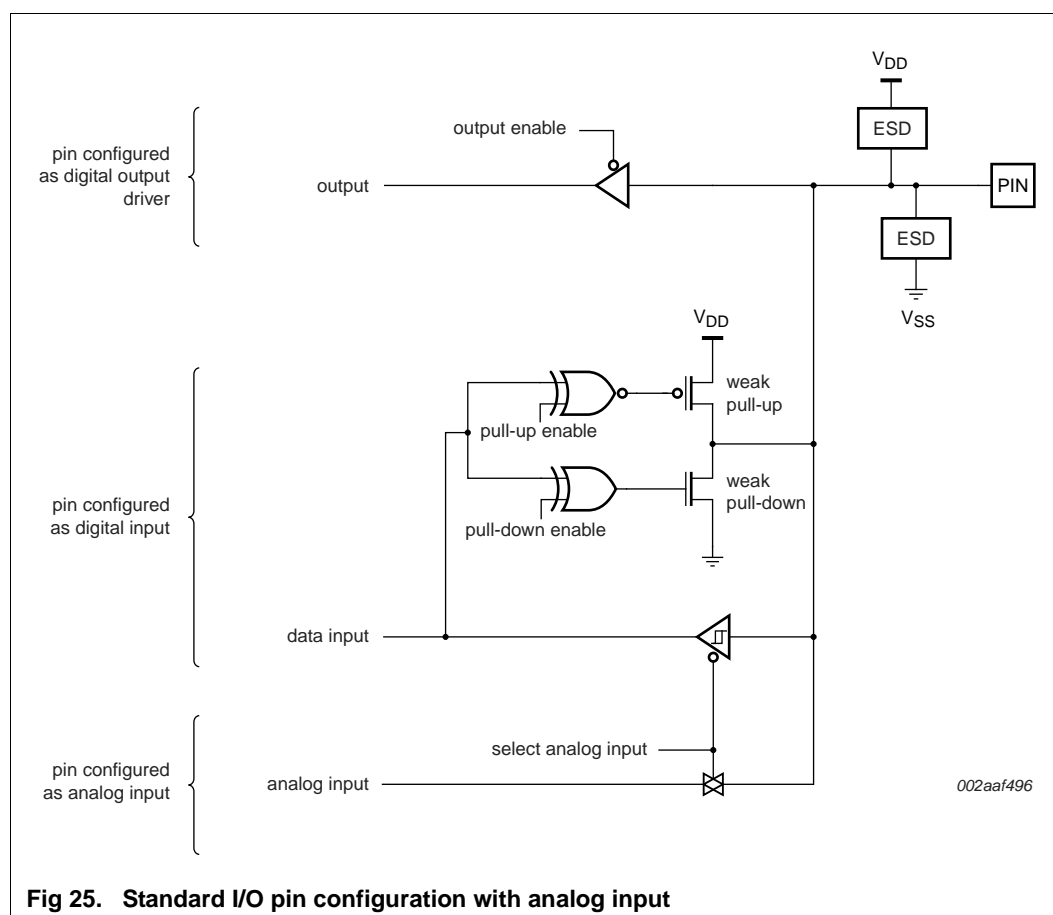 VDD
ESD
output enable
pin configured
as digital output
driver
output
PIN
ESD
VSS
VDD
weak
pull-up
pull-up enable
weak
pull-down
pull-down enable
pin configured
as digital input
data input
select analog input
pin configured
as analog input
analog input
002aaf496
Fig 25. Standard I/O pin configuration with analog input